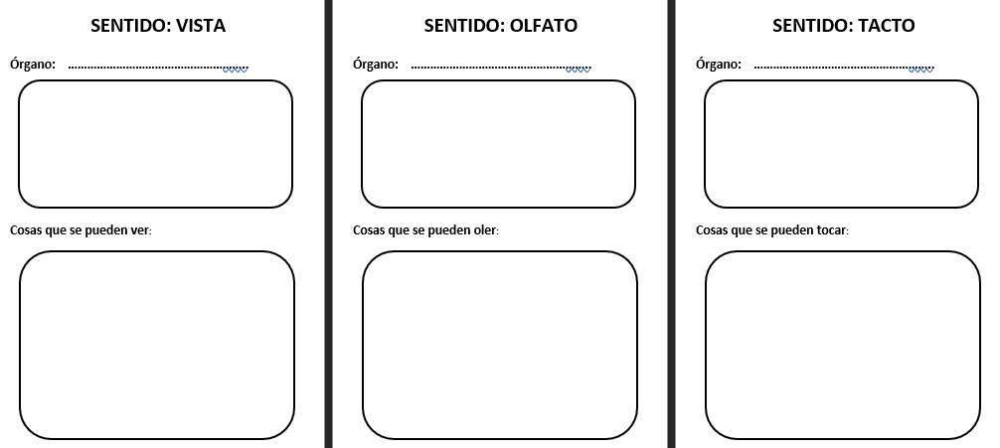 SENTIDO: VISTA
Órgano: ........................................................
Cosas que se pueden ver:
SENTIDO: OLFATO
Órgano: ........................................................
Cosas que se pueden oler:
SENTIDO: TACTO
Órgano: ........................................................
Cosas que se pueden tocar: